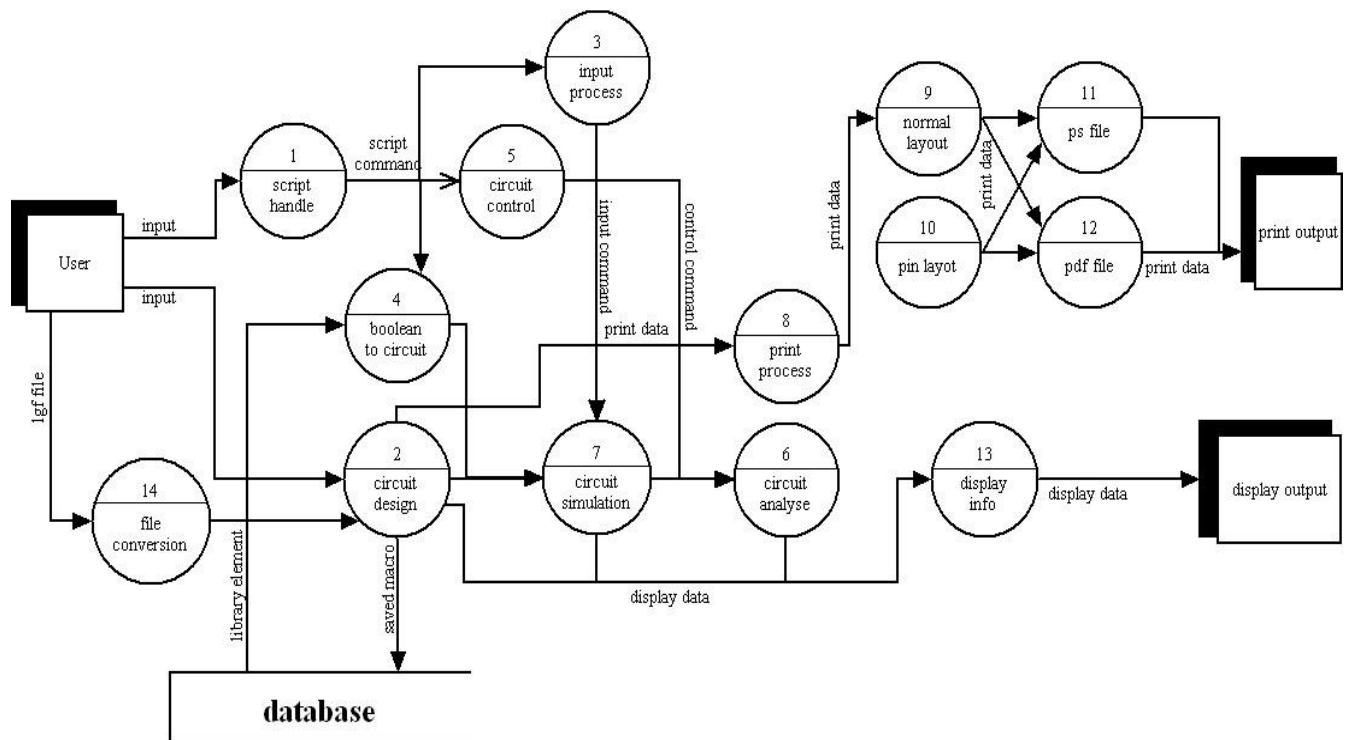 3
input
process
9
normal
layout
11
ps file
1
script
handle
script
command
5
circuit
control
print data
print data
input
User
input
input command
control command
10
pin layot
12
pdf file
print data
print output
4
boolean
to circuit
print data
8
print
process
lgf file
2
circuit
design
7
circuit
simulation
6
circuit
analyse
13
display
info
display data
display output
14
file
conversion
library element
saved macro
display data
database